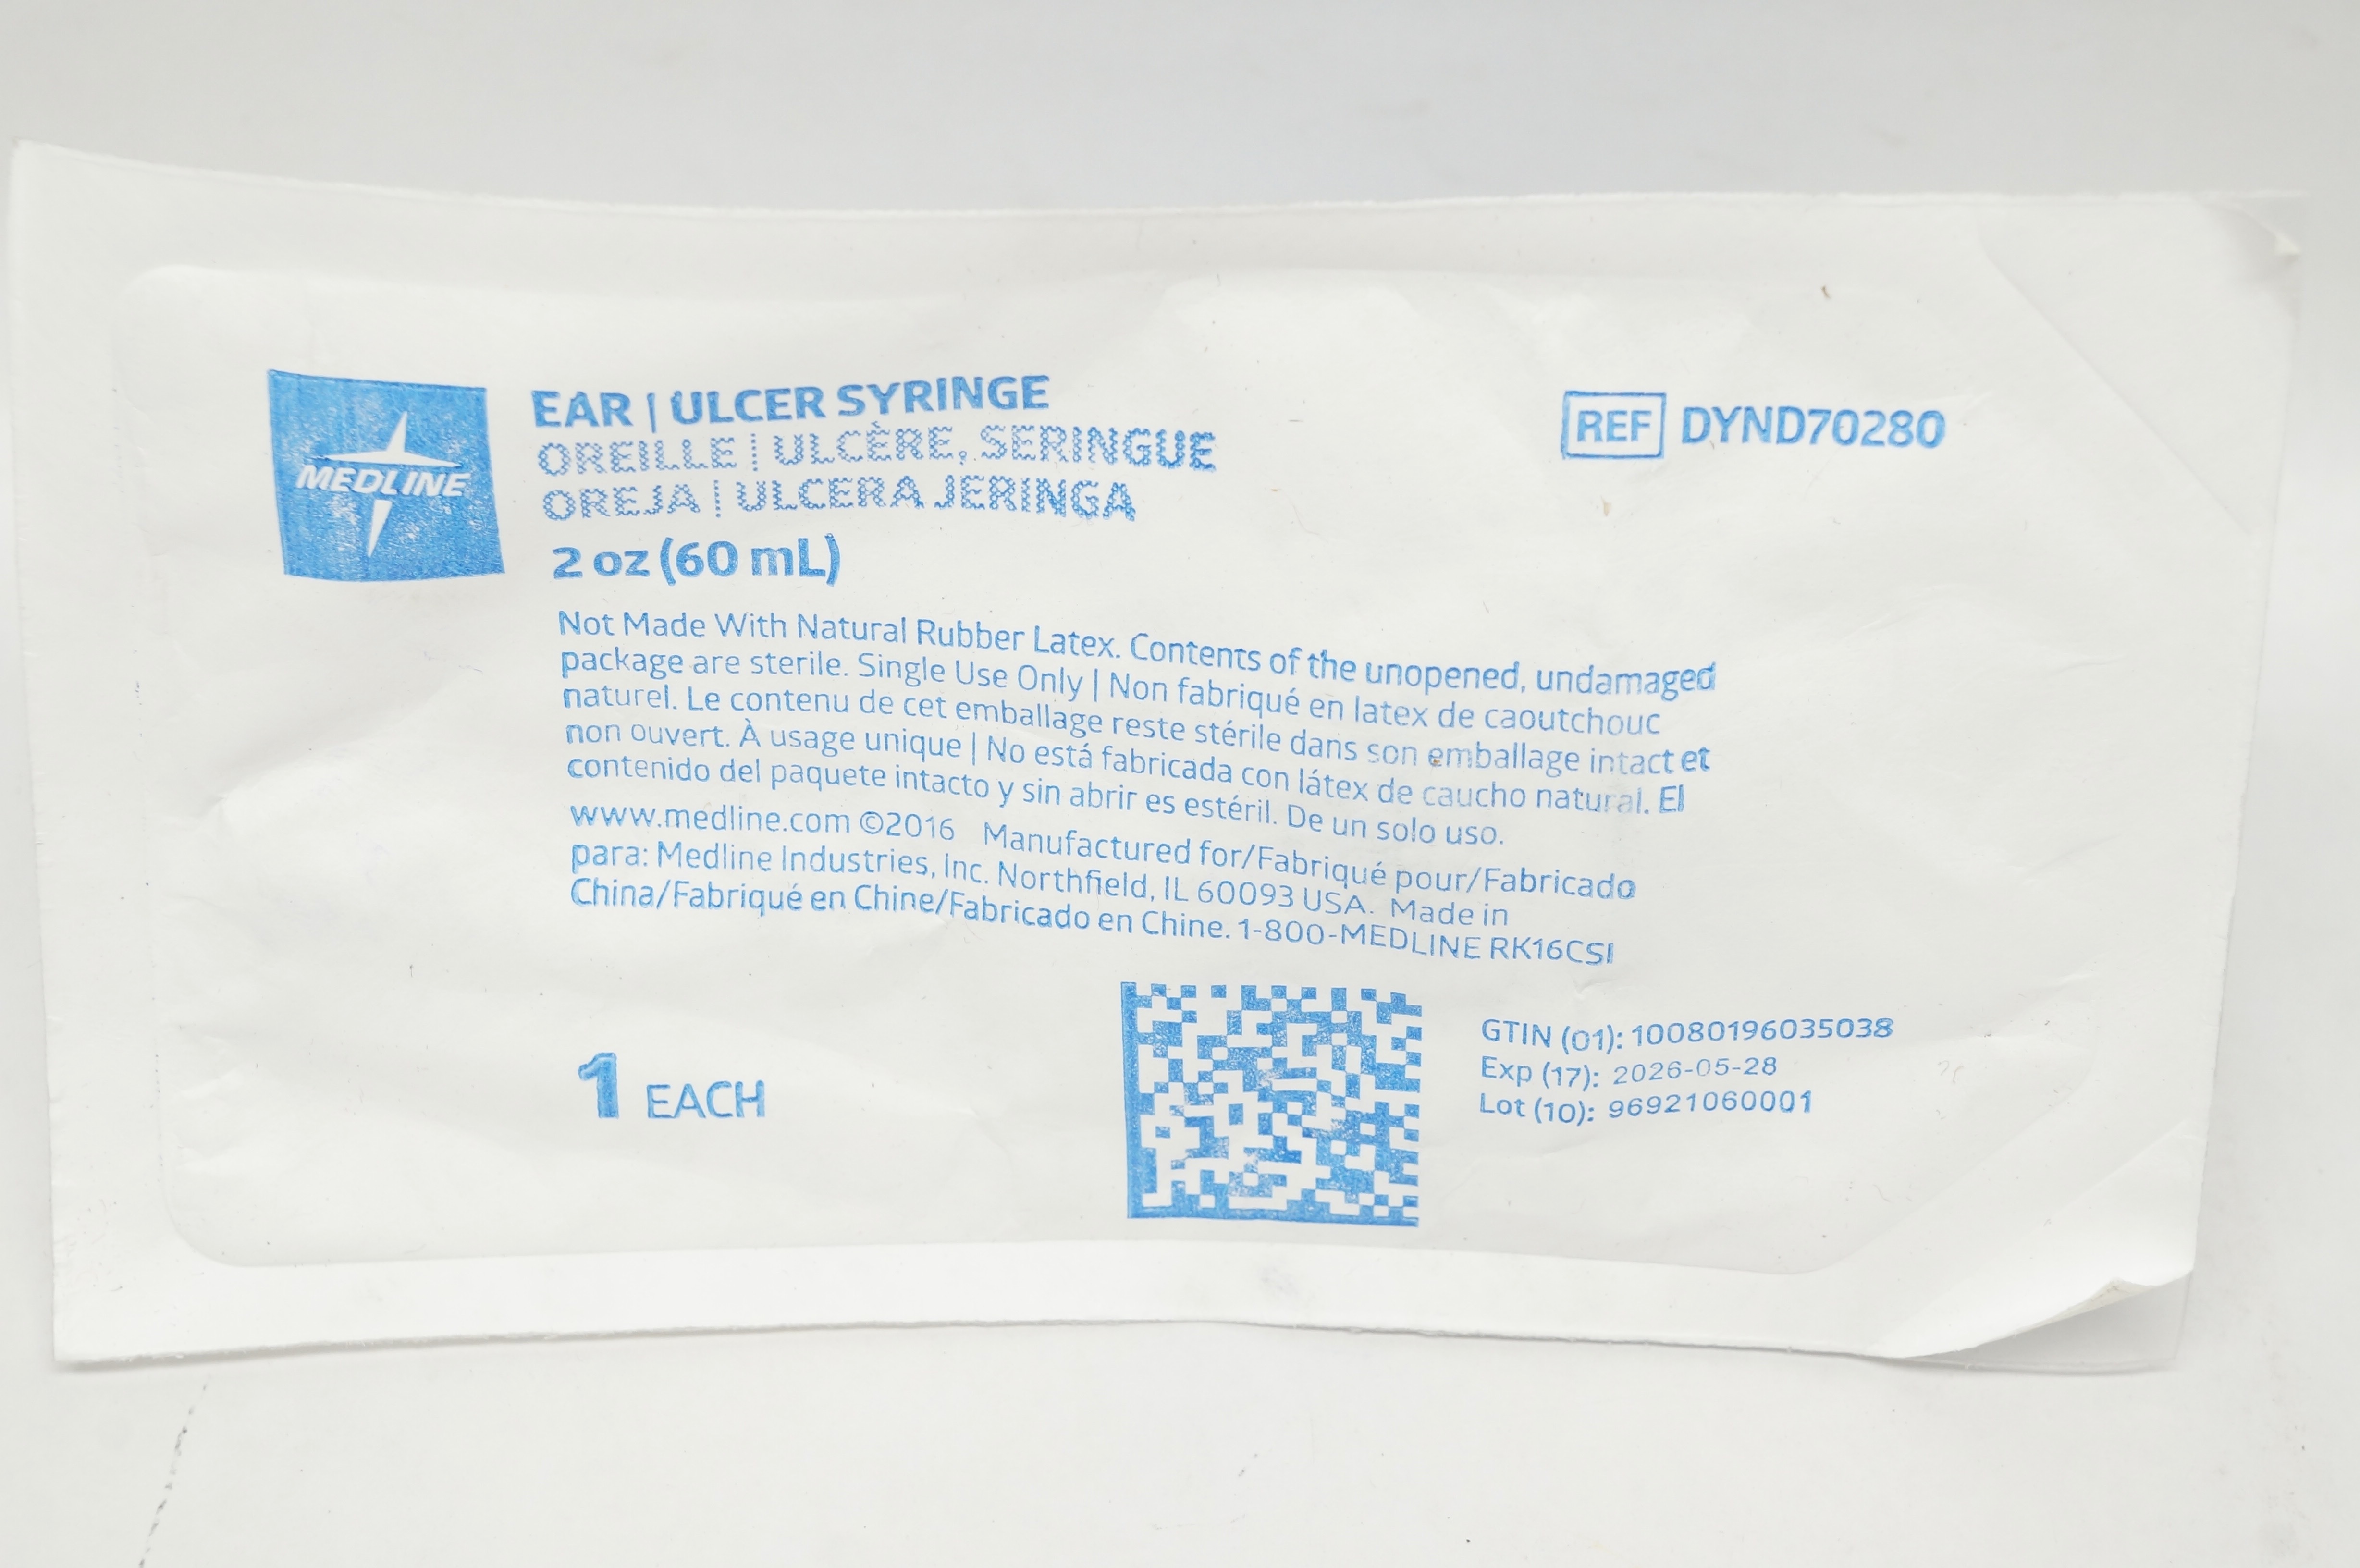 MEDLINE
EAR | ULCER SYRINGE
OREILLE | ULCÈRE, SERINGUE
OREJA | ULCERA JERINGA
2 oz (60 mL)
REF DYND70280
Not Made With Natural Rubber Latex. Contents of the unopened, undamaged
package are sterile. Single Use Only | Non fabriqué en latex de caoutchouc
naturel. Le contenu de cet emballage reste stérile dans son emballage intact et
non ouvert. À usage unique | No está fabricada con látex de caucho natural. El
contenido del paquete intacto y sin abrir es estéril. De un solo uso.
www.medline.com ©2016 Manufactured for/Fabriqué pour/Fabricado
para: Medline Industries, Inc. Northfield, IL 60093 USA. Made in
China/Fabriqué en Chine/Fabricado en Chine. 1-800-MEDLINE RK16CSI
1 EACH
GTIN (01): 10080196035038
Exp (17): 2026-05-28
Lot (10): 96921060001